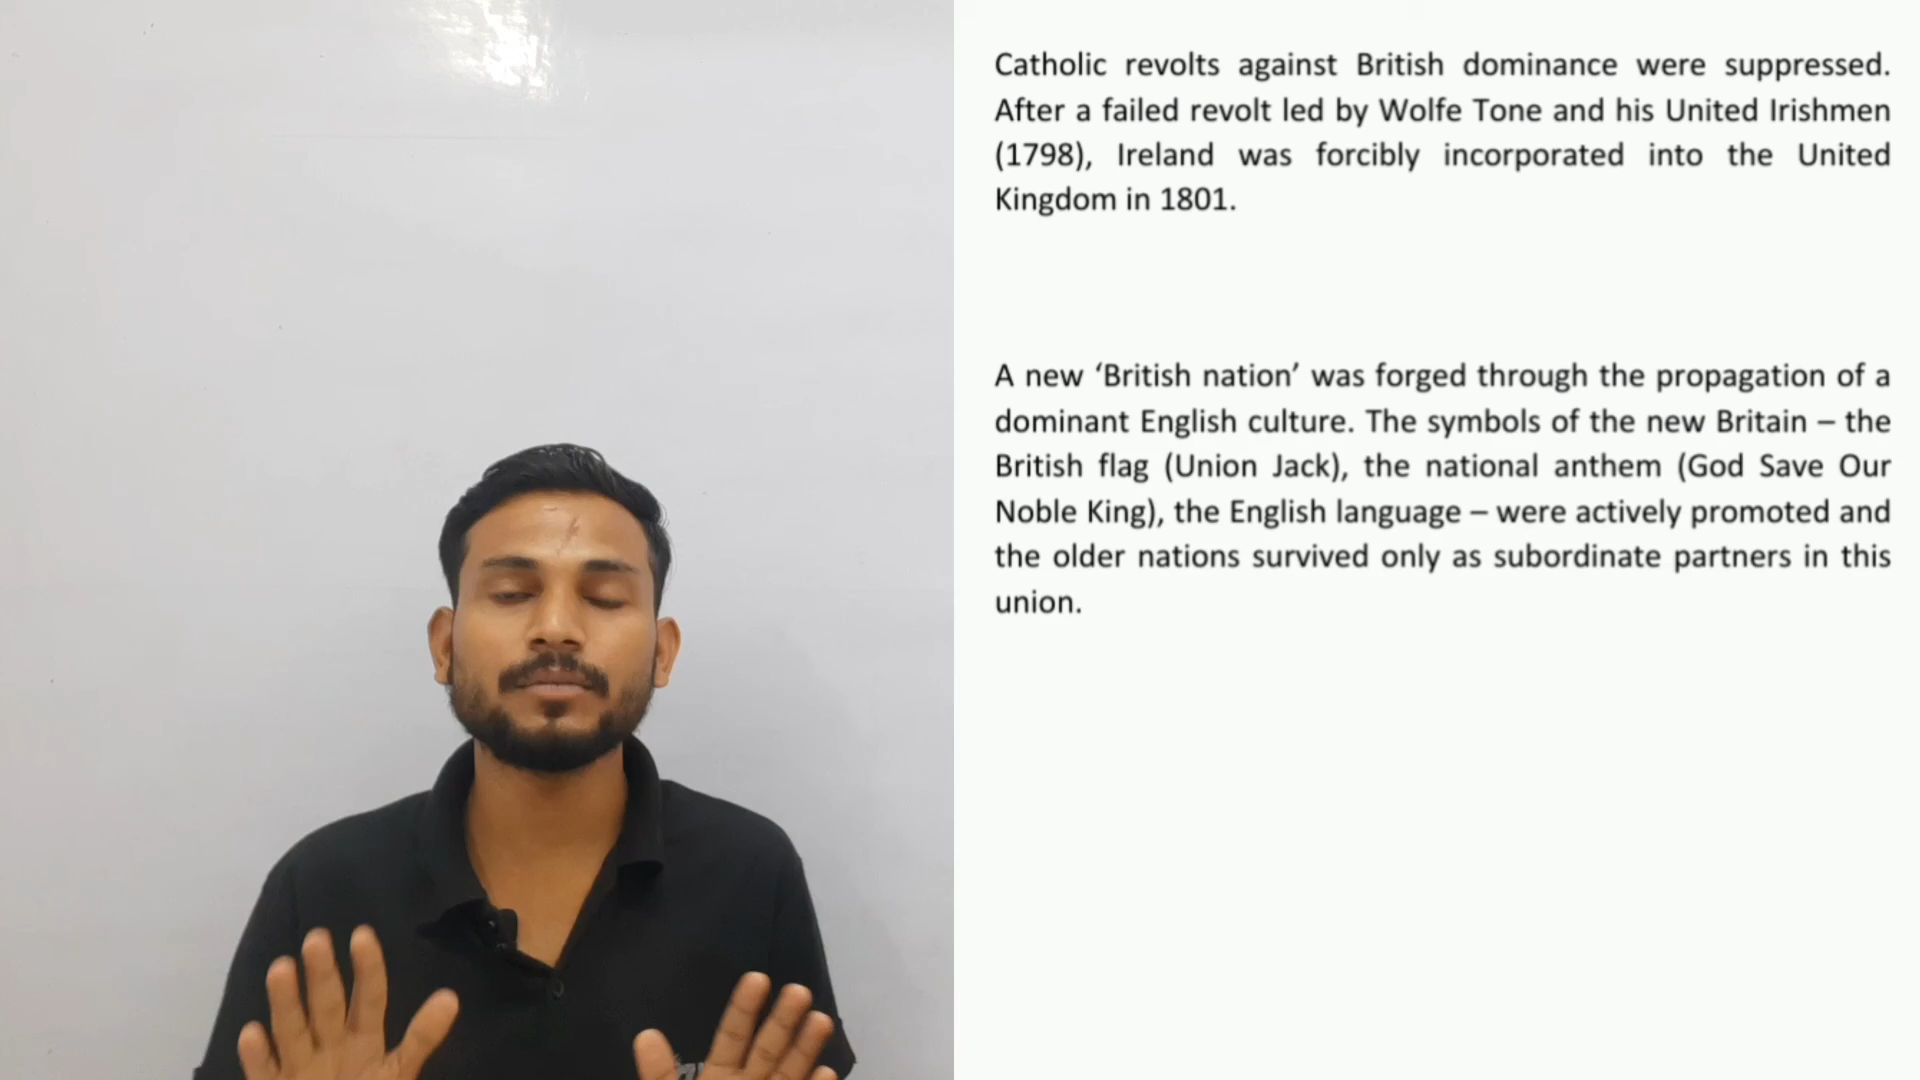 Catholic revolts against British dominance were suppressed.
After a failed revolt led by Wolfe Tone and his United Irishmen
(1798), Ireland was forcibly incorporated into the United
Kingdom in 1801.
A new ‘British nation’ was forged through the propagation of a
dominant English culture. The symbols of the new Britain – the
British flag (Union Jack), the national anthem (God Save Our
Noble King), the English language – were actively promoted and
the older nations survived only as subordinate partners in this
union.